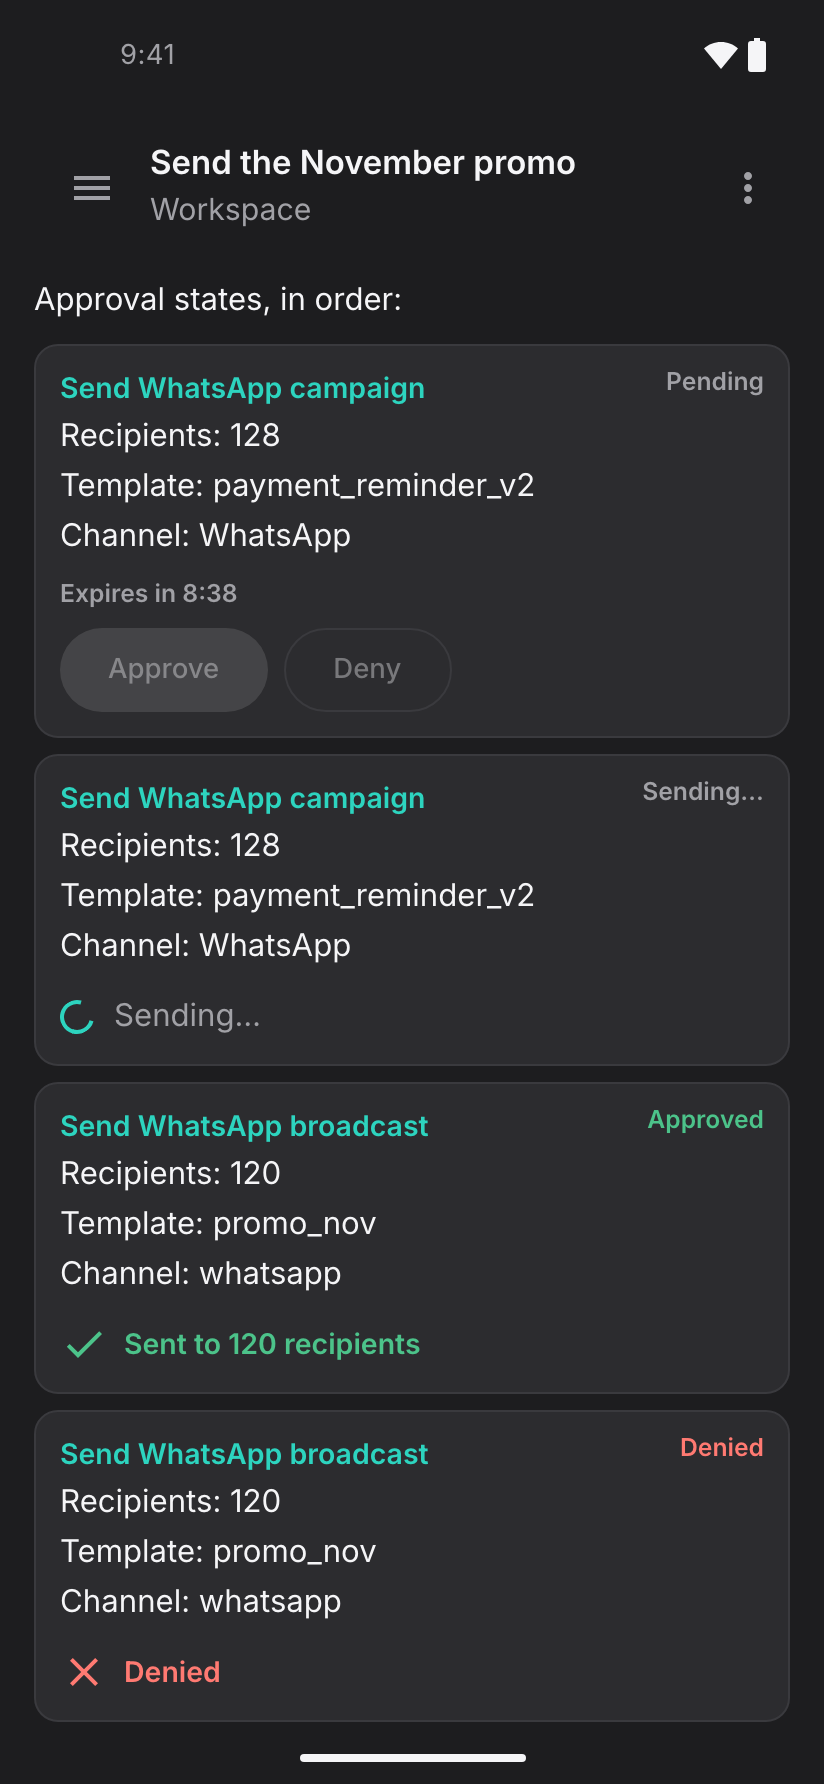 9:41
Send the November promo
Workspace
Approval states, in order:
Send WhatsApp campaign
Pending
Recipients: 128
Template: payment_reminder_v2
Channel: WhatsApp
Expires in 8:38
Approve
Deny
Send WhatsApp campaign
Sending...
Recipients: 128
Template: payment_reminder_v2
Channel: WhatsApp
Sending...
Send WhatsApp broadcast
Approved
Recipients: 120
Template: promo_nov
Channel: whatsapp
Sent to 120 recipients
Send WhatsApp broadcast
Denied
Recipients: 120
Template: promo_nov
Channel: whatsapp
Denied